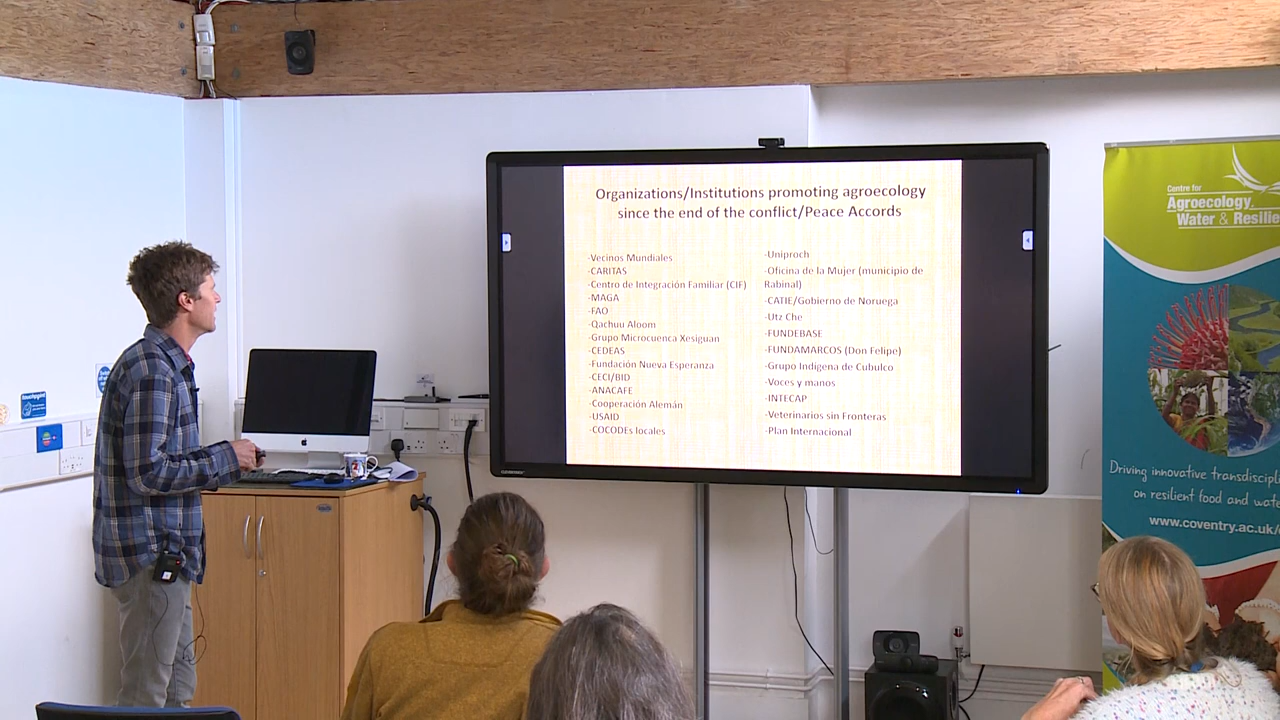 Organizations/Institutions promoting agroecology
since the end of the conflict/Peace Accords
-Vecinos Mundiales
-CARITAS
-Centro de Integración Familiar (CIF)
-MAGA
-FAO
-Qachuu Aloom
-Grupo Microcuenca Xesiguan
-CEDEAS
-Fundación Nueva Esperanza
-CECI/BID
-ANACAFE
-Cooperación Alemán
-USAID
-COCODEs locales
-Uniproch
-Oficina de la Mujer (municipio de
Rabinal)
-CATIE/Gobierno de Noruega
-Utz Che
-FUNDEBASE
-FUNDAMARCOS (Don Felipe)
-Grupo Indigena de Cubulco
-Voces y manos
-INTECAP
-Veterinarios sin Fronteras
-Plan Internacional
Centre for
Agroecology,
Water & Resilie
Driving innovative transdiscipli
on resilient food and wate
www.coventry.ac.uk/